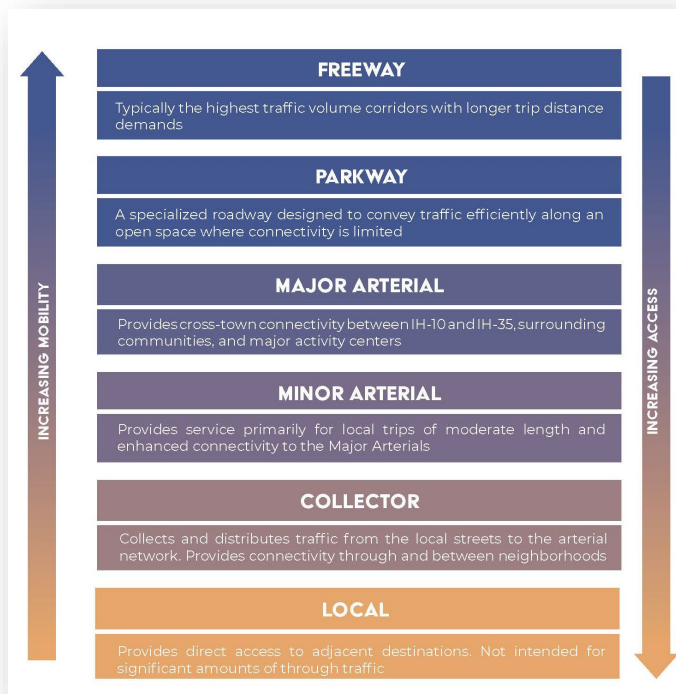 FREEWAY
Typically the highest traffic volume corridors with longer trip distance
demands
PARKWAY
A specialized roadway designed to convey traffic efficiently along an
open space where connectivity is limited
MAJOR ARTERIAL
Provides cross-town connectivity between IH-10 and IH-35, surrounding
communities, and major activity centers
MINOR ARTERIAL
Provides service primarily for local trips of moderate length and
enhanced connectivity to the Major Arterials
COLLECTOR
Collects and distributes traffic from the local streets to the arterial
network. Provides connectivity through and between neighborhoods
LOCAL
Provides direct access to adjacent destinations. Not intended for
significant amounts of through traffic
INCREASING MOBILITY
INCREASING ACCESS